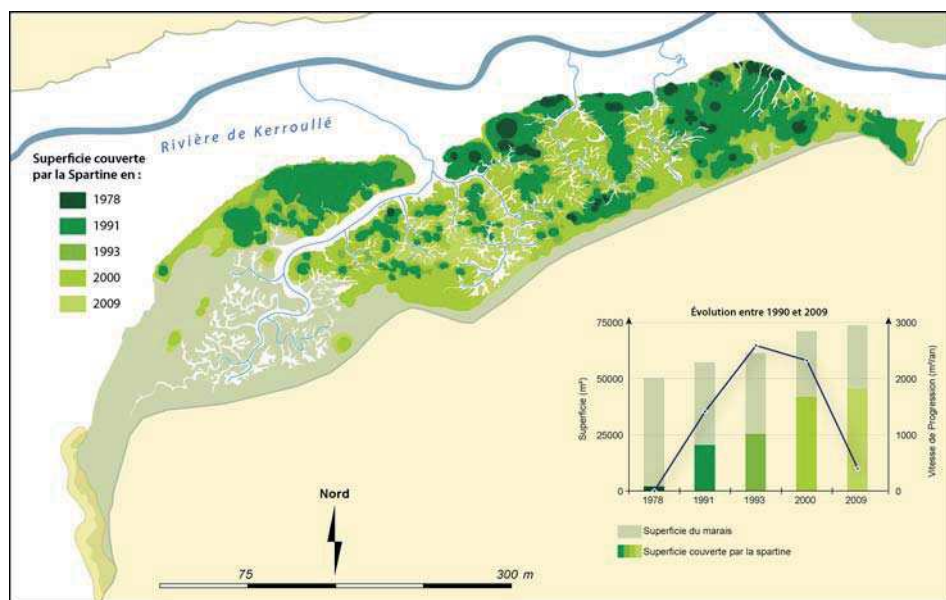 Rivière de Kerroullé
Superficie couverte
par la Spartine en :
1978
1991
1993
2000
2009
Nord
75
300 m
Évolution entre 1990 et 2009
75000
50000
25000
0
Superficie (m²)
3000
2000
1000
0
Vitesse de Progression (m²/an)
1978
1991
1993
2000
2009
Superficie du marais
Superficie couverte par la spartine